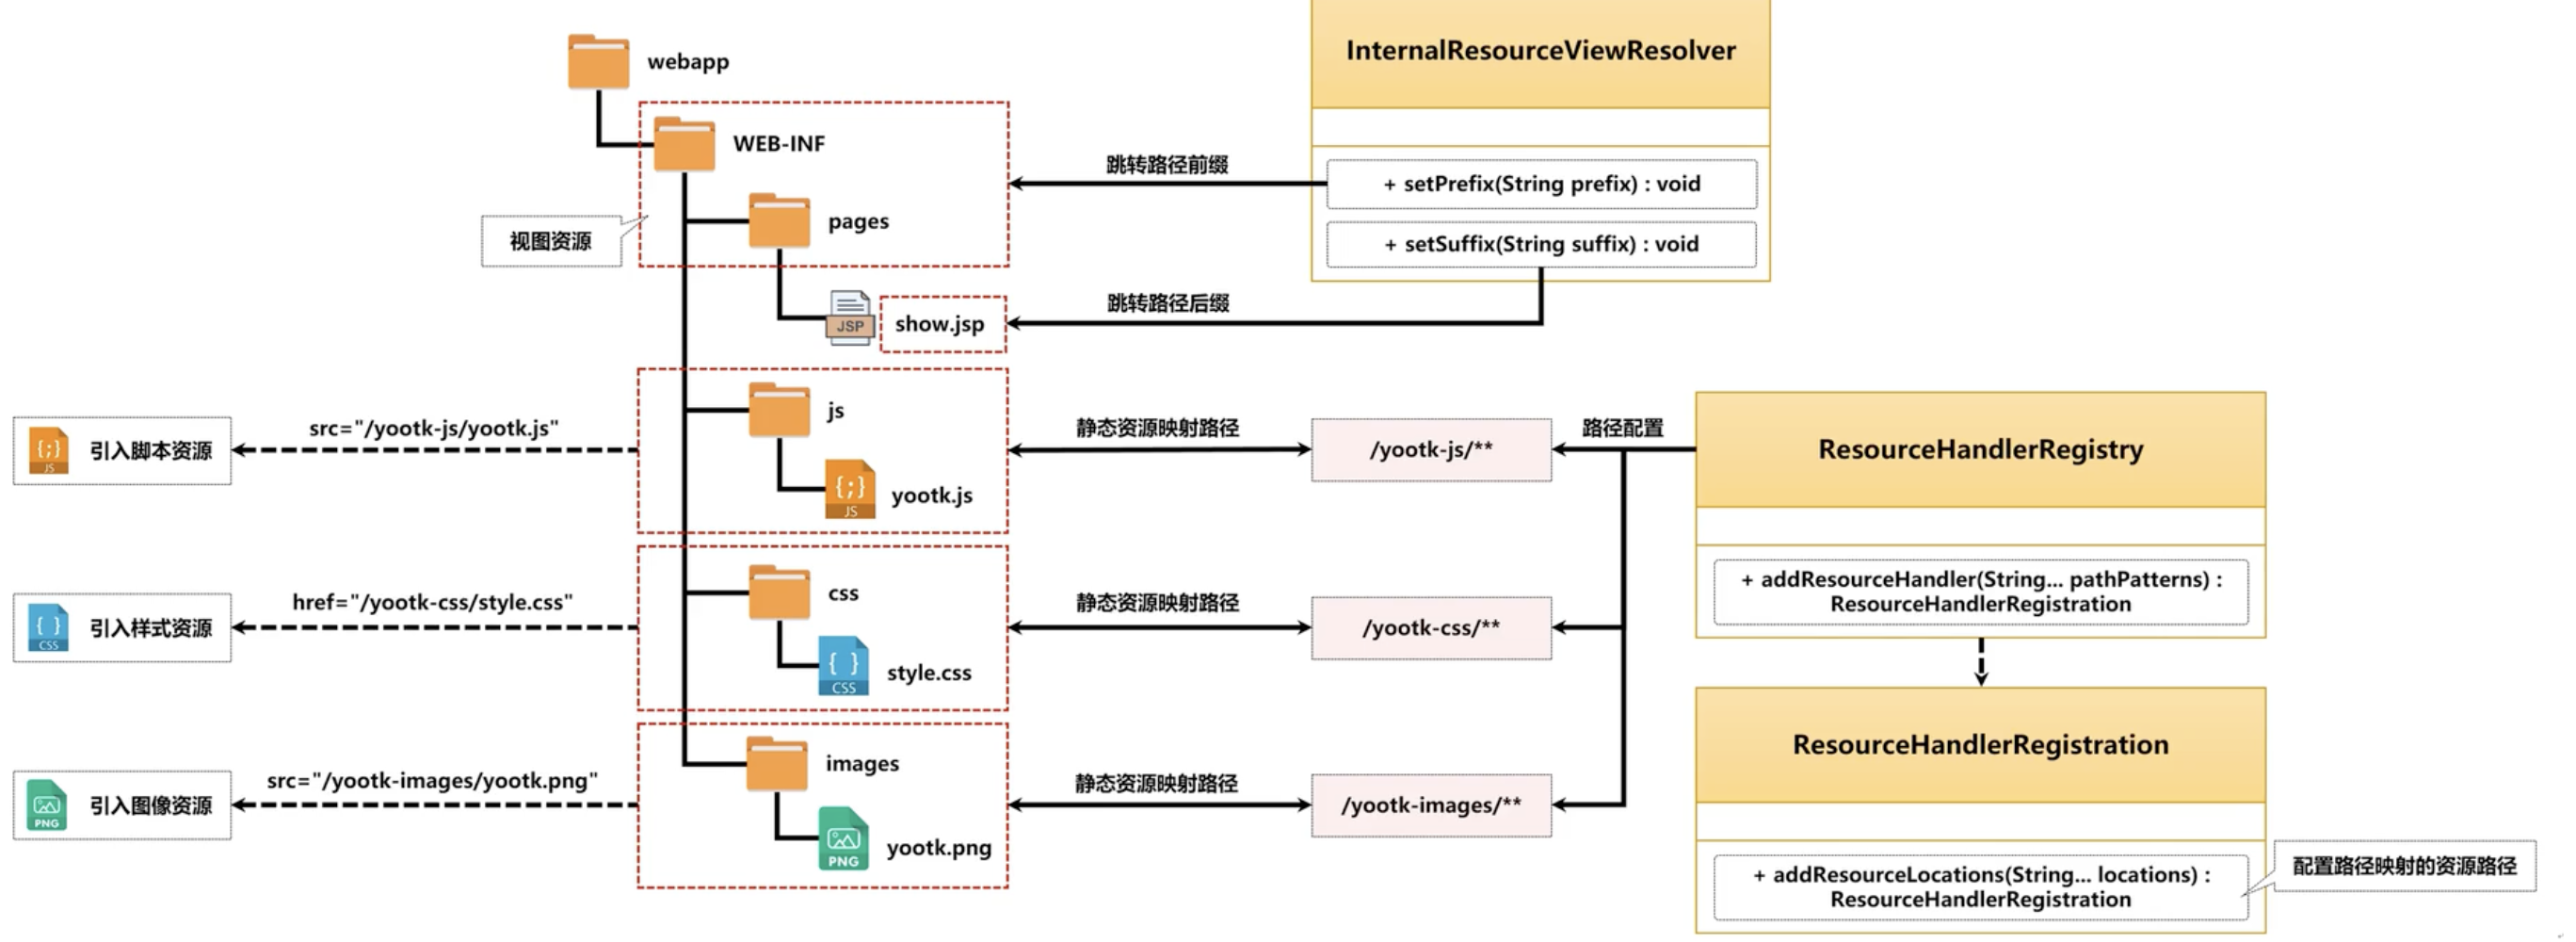 webapp
InternalResourceViewResolver
WEB-INF
跳转路径前缀
+ setPrefix(String prefix) : void
pages
视图资源
+ setSuffix(String suffix) : void
跳转路径后缀
JSP
show.jsp
js
src="/yootk-js/yootk.js"
静态资源映射路径
路径配置
{;}
JS
引入脚本资源
/yootk-js/**
ResourceHandlerRegistry
{;}
JS
yootk.js
css
href="/yootk-css/style.css"
静态资源映射路径
+ addResourceHandler(String... pathPatterns) :
ResourceHandlerRegistration
{ }
CSS
引入样式资源
/yootk-css/**
{ }
CSS
style.css
images
src="/yootk-images/yootk.png"
静态资源映射路径
ResourceHandlerRegistration
PNG
引入图像资源
/yootk-images/**
PNG
yootk.png
+ addResourceLocations(String... locations) :
ResourceHandlerRegistration
配置路径映射的资源路径